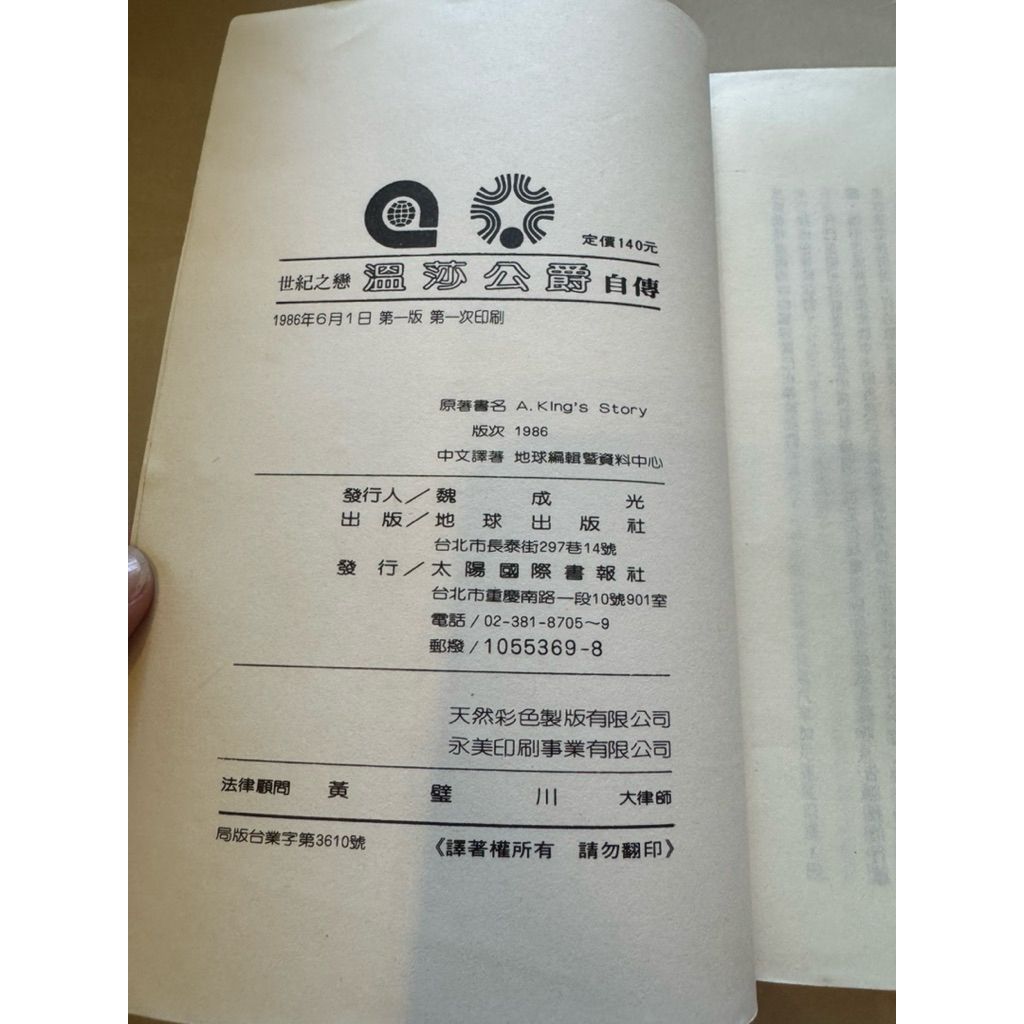 定價140元
世紀之戀 溫莎公爵 自傳
1986年6月1日 第一版 第一次印刷
原著書名 A. King's Story
版次 1986
中文譯著 地球編輯暨資料中心
發行人／魏成光
出版／地球出版社
台北市長泰街297巷14號
發行／太陽國際書報社
台北市重慶南路一段10號901室
電話／02-381-8705～9
郵撥／1055369-8
天然彩色製版有限公司
永美印刷事業有限公司
法律顧問 黃璧川 大律師
局版台業字第3610號 《譯著權所有 請勿翻印》